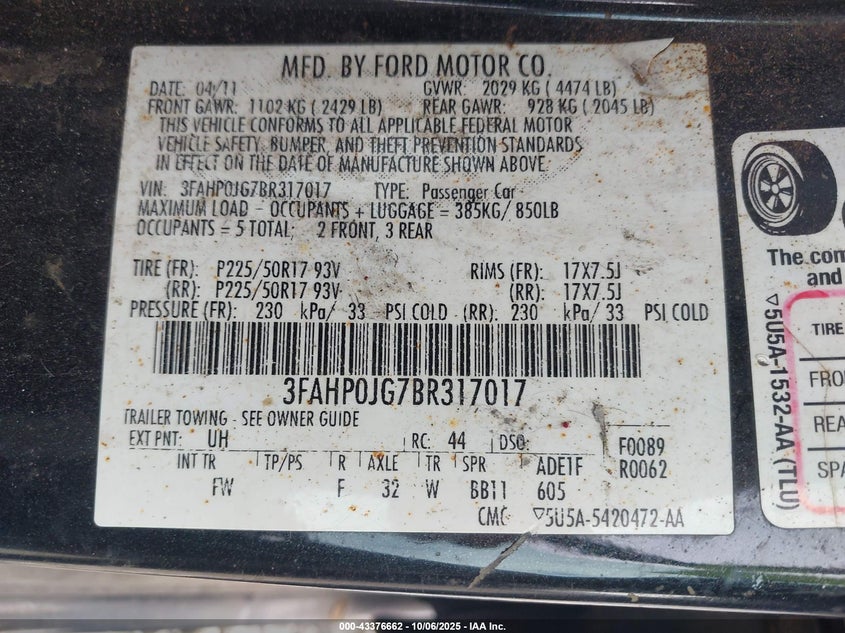 MFD. BY FORD MOTOR CO.
DATE: 04/11 GVWR: 2029 KG ( 4474 LB)
FRONT GAWR: 1102 KG ( 2429 LB) REAR GAWR: 928 KG ( 2045 LB)
THIS VEHICLE CONFORMS TO ALL APPLICABLE FEDERAL MOTOR
VEHICLE SAFETY, BUMPER, AND THEFT PREVENTION STANDARDS
IN EFFECT ON THE DATE OF MANUFACTURE SHOWN ABOVE.
VIN: 3FAHP0JG7BR317017 TYPE: Passenger Car
MAXIMUM LOAD - OCCUPANTS + LUGGAGE = 385KG/ 850LB
OCCUPANTS = 5 TOTAL: 2 FRONT, 3 REAR
TIRE (FR): P225/50R17 93V RIMS (FR): 17X7.5J
(RR): P225/50R17 93V (RR): 17X7.5J
PRESSURE (FR): 230 kPa/ 33 PSI COLD (RR): 230 kPa/ 33 PSI COLD
3FAHP0JG7BR317017
TRAILER TOWING - SEE OWNER GUIDE
EXT PNT: UH RC: 44 DSO: F0089
R0062
INT TR TP/PS R AXLE TR SPR ADE1F
FW F 32 W BB11 605
CMC ▽5U5A-5420472-AA
The com
and
▽5U5A-1532-AA (TLU)
TIRE
FRO
REA
SPA
000-43376662 - 10/06/2025 - IAA Inc.